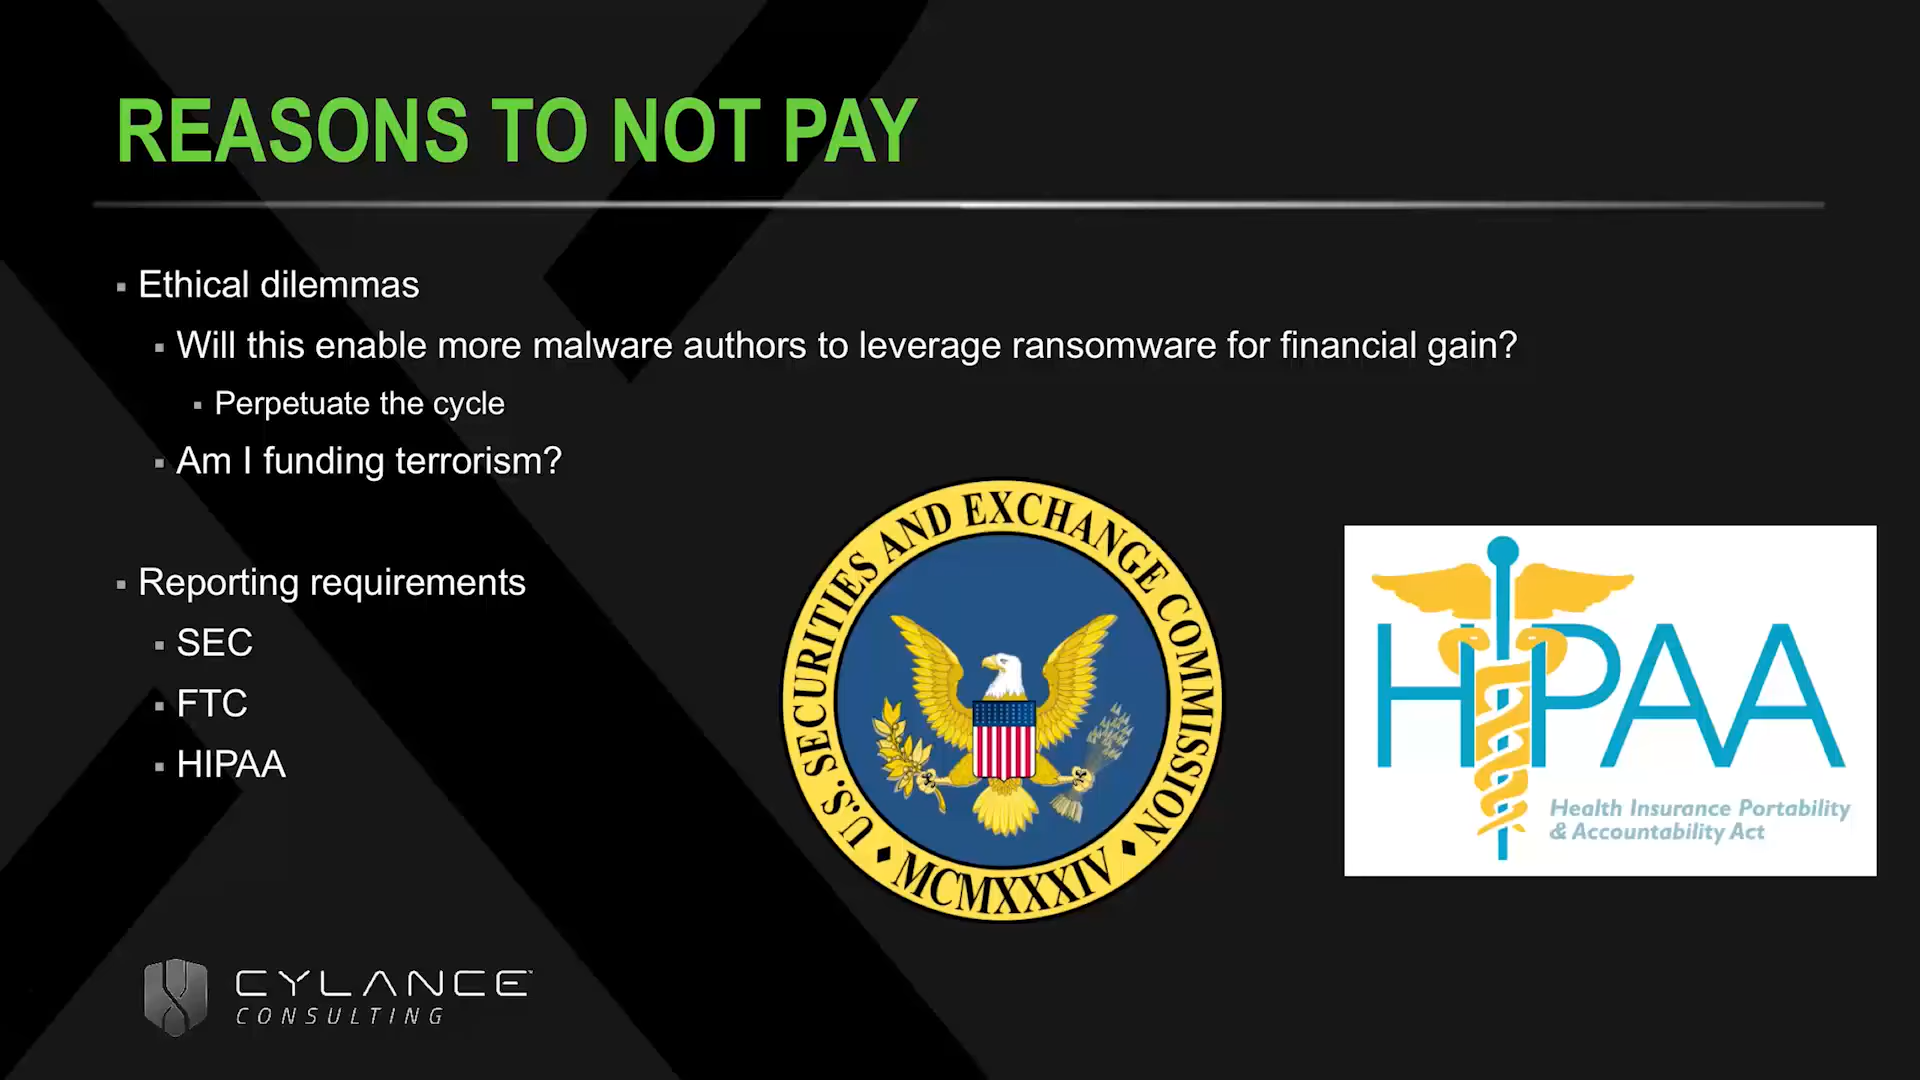 REASONS TO NOT PAY
Ethical dilemmas
Will this enable more malware authors to leverage ransomware for financial gain?
Perpetuate the cycle
Am I funding terrorism?
Reporting requirements
SEC
FTC
HIPAA
U.S. SECURITIES AND EXCHANGE COMMISSION
MCMXXXIV
HIPAA
Health Insurance Portability
& Accountability Act
CYLANCE™
CONSULTING